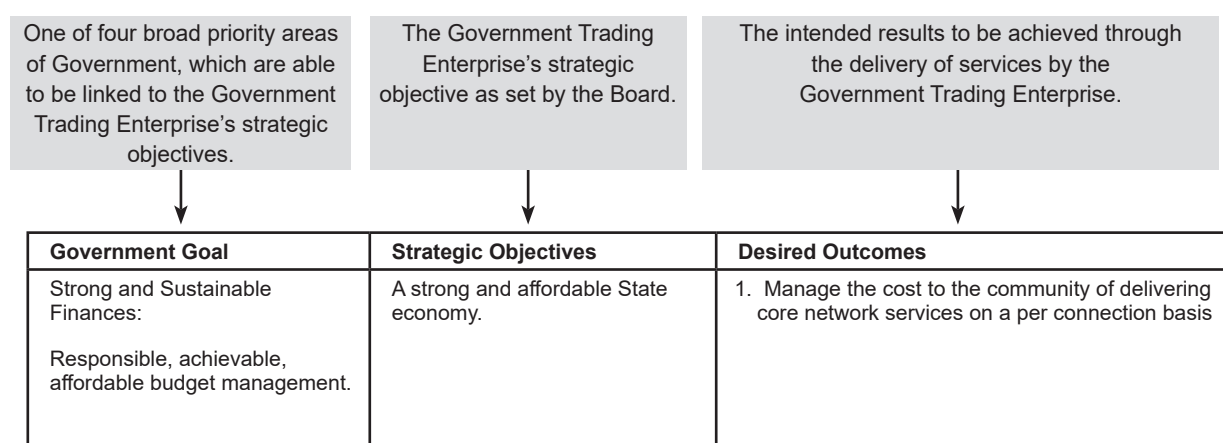 One of four broad priority areas
of Government, which are able
to be linked to the Government
Trading Enterprise's strategic
objectives.
The Government Trading
Enterprise's strategic
objective as set by the Board.
The intended results to be achieved through
the delivery of services by the
Government Trading Enterprise.
Government Goal
Strategic Objectives
Desired Outcomes
Strong and Sustainable
Finances:
Responsible, achievable,
affordable budget management.
A strong and affordable State
economy.
1. Manage the cost to the community of delivering
core network services on a per connection basis